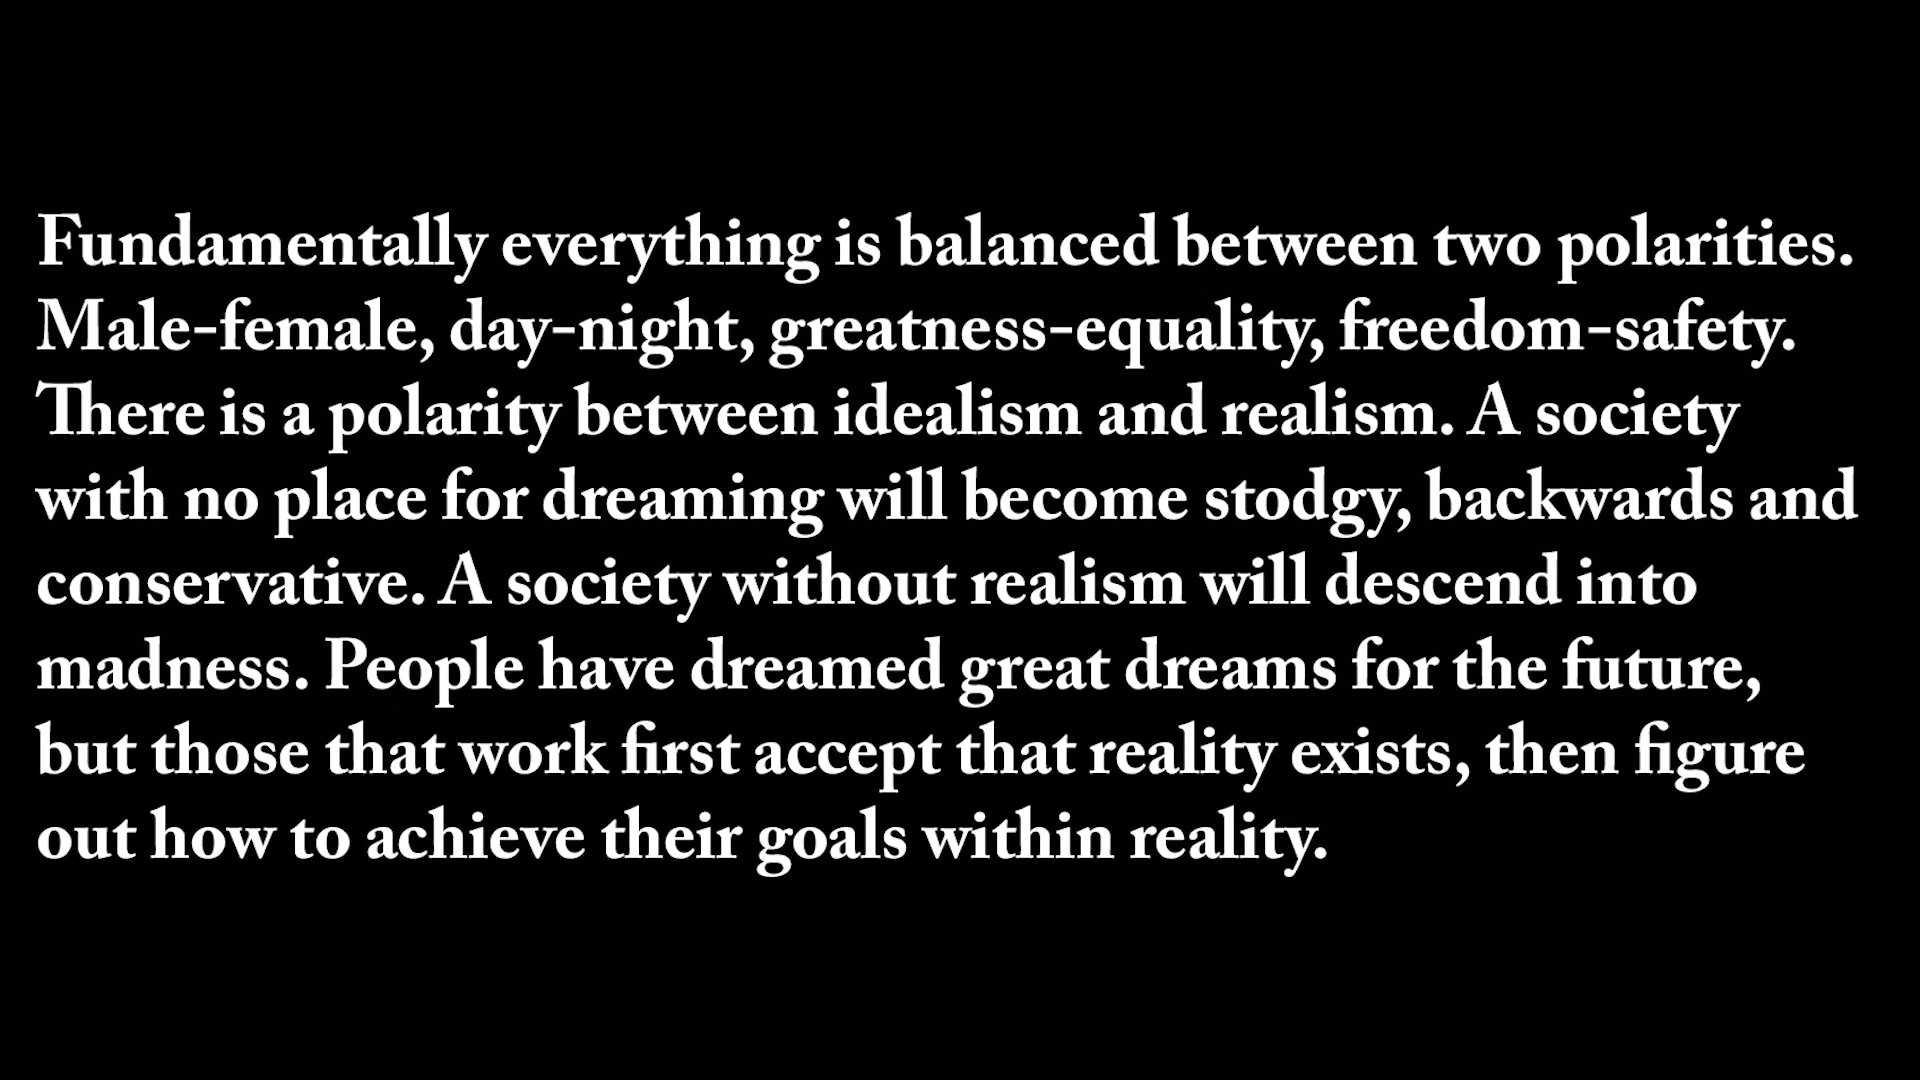 Fundamentally everything is balanced between two polarities.
Male-female, day-night, greatness-equality, freedom-safety.
There is a polarity between idealism and realism. A society
with no place for dreaming will become stodgy, backwards and
conservative. A society without realism will descend into
madness. People have dreamed great dreams for the future,
but those that work first accept that reality exists, then figure
out how to achieve their goals within reality.